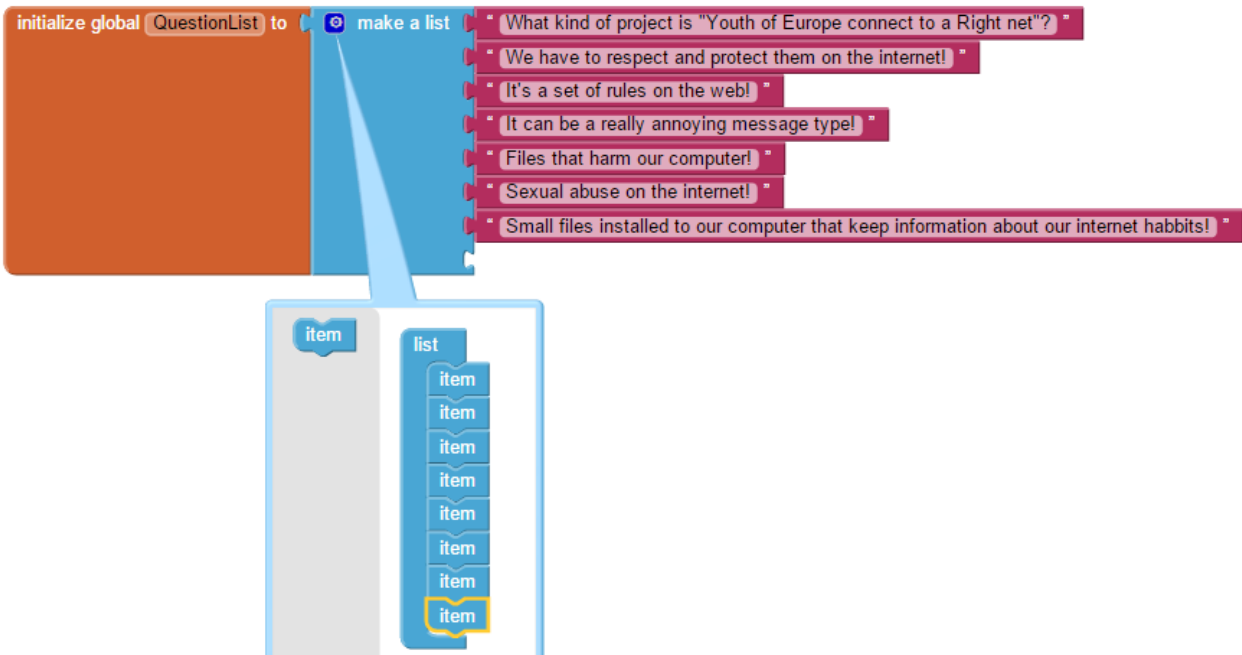 initialize global QuestionList to make a list " What kind of project is "Youth of Europe connect to a Right net"? "
" We have to respect and protect them on the internet! "
" It's a set of rules on the web! "
" It can be a really annoying message type! "
" Files that harm our computer! "
" Sexual abuse on the internet! "
" Small files installed to our computer that keep information about our internet habbits! "
item
list
item
item
item
item
item
item
item
item